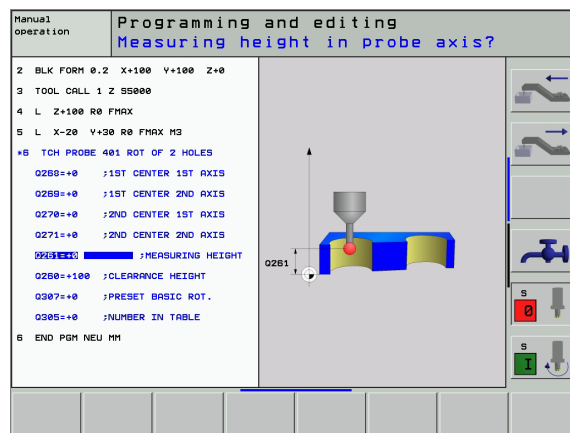 Manual
operation
Programming and editing
Measuring height in probe axis?
2 BLK FORM 0.2 X+100 Y+100 Z+0
3 TOOL CALL 1 Z S5000
4 L Z+100 R0 FMAX
5 L X-20 Y+30 R0 FMAX M3
*6 TCH PROBE 401 ROT OF 2 HOLES
Q268=+0 ;1ST CENTER 1ST AXIS
Q269=+0 ;1ST CENTER 2ND AXIS
Q270=+0 ;2ND CENTER 1ST AXIS
Q271=+0 ;2ND CENTER 2ND AXIS
Q261=+0 ;MEASURING HEIGHT
Q260=+100 ;CLEARANCE HEIGHT
Q307=+0 ;PRESET BASIC ROT.
Q305=+0 ;NUMBER IN TABLE
6 END PGM NEU MM
Q261
S
0
S
I